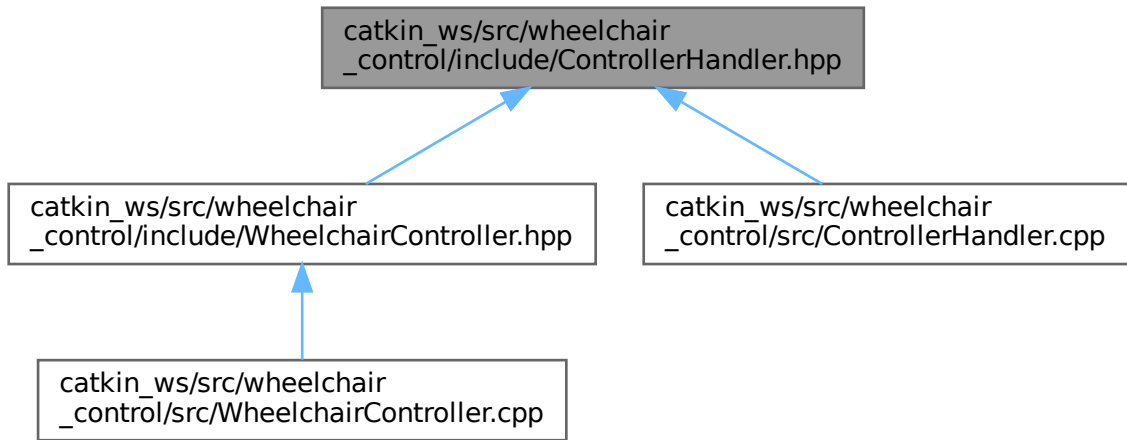 catkin_ws/src/wheelchair
_control/include/ControllerHandler.hpp
catkin_ws/src/wheelchair
_control/include/WheelchairController.hpp
catkin_ws/src/wheelchair
_control/src/ControllerHandler.cpp
catkin_ws/src/wheelchair
_control/src/WheelchairController.cpp